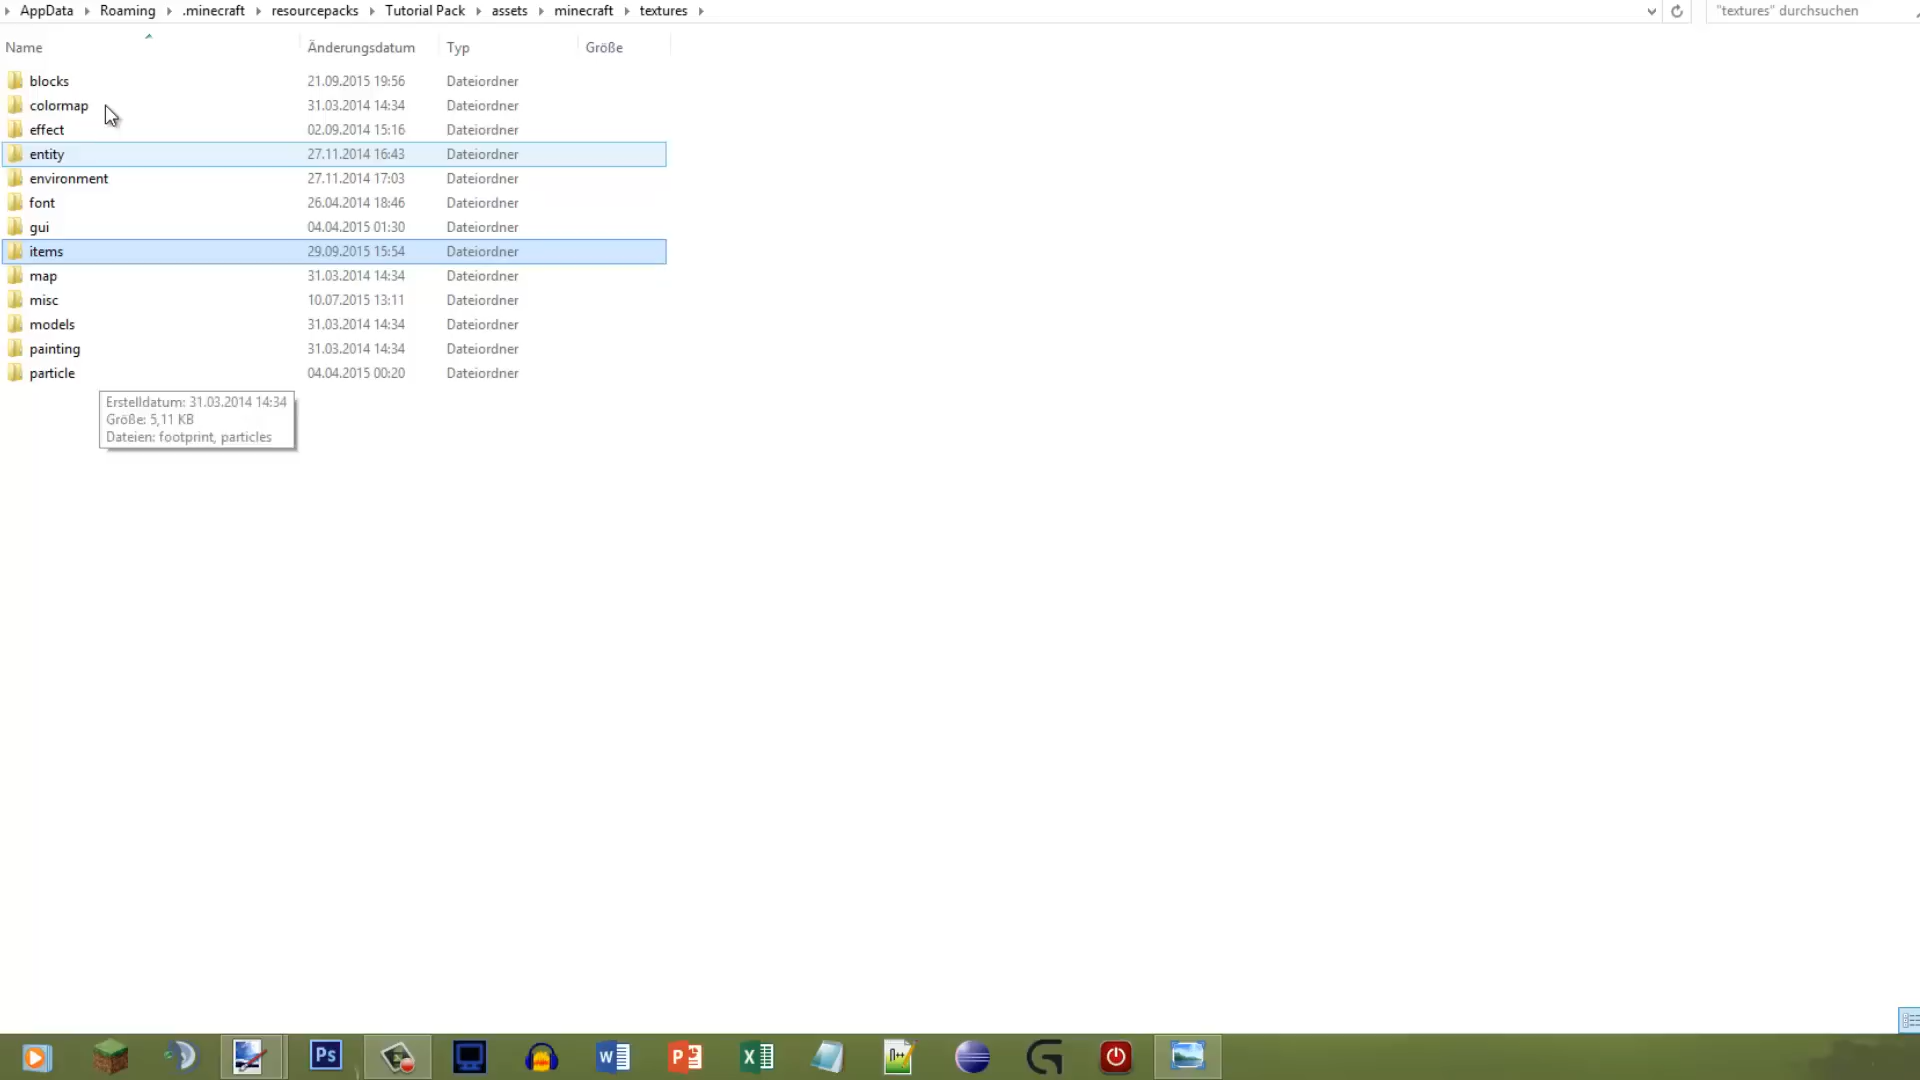 AppData Roaming .minecraft resourcepacks Tutorial Pack assets minecraft textures "textures" durchsuchen
Name Änderungsdatum Typ Größe
blocks 21.09.2015 19:56 Dateiordner
colormap 31.03.2014 14:34 Dateiordner
effect 02.09.2014 15:16 Dateiordner
entity 27.11.2014 16:43 Dateiordner
environment 27.11.2014 17:03 Dateiordner
font 26.04.2014 18:46 Dateiordner
gui 04.04.2015 01:30 Dateiordner
items 29.09.2015 15:54 Dateiordner
map 31.03.2014 14:34 Dateiordner
misc 10.07.2015 13:11 Dateiordner
models 31.03.2014 14:34 Dateiordner
painting 31.03.2014 14:34 Dateiordner
particle 04.04.2015 00:20 Dateiordner
Erstelldatum: 31.03.2014 14:34
Größe: 5,11 KB
Dateien: footprint, particles
Ps W P X n++